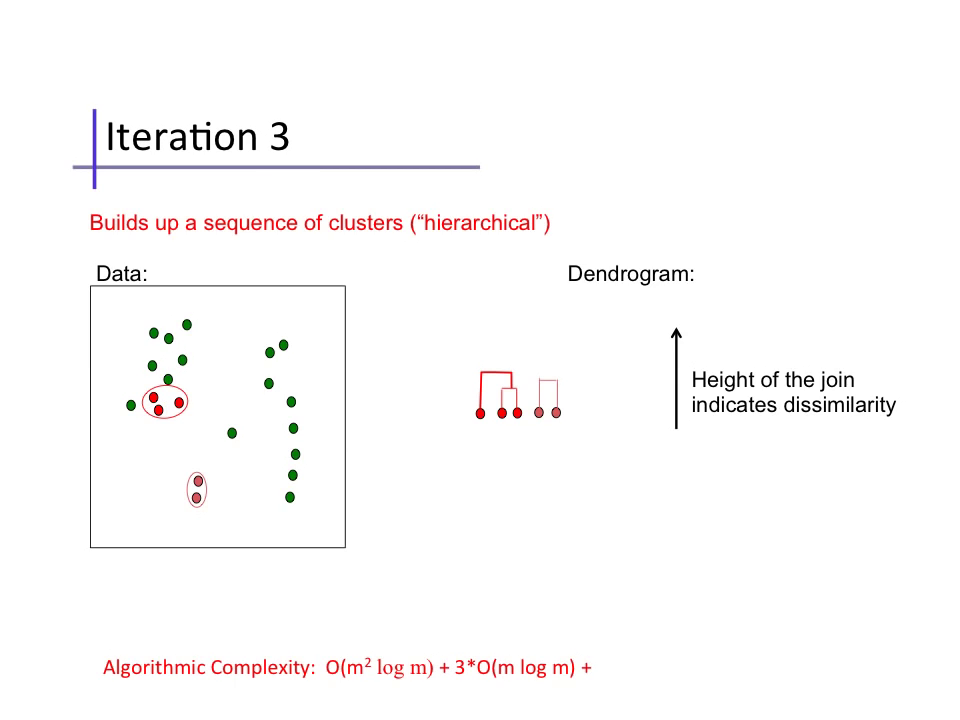 Iteration 3
Builds up a sequence of clusters (“hierarchical”)
Data:
Dendrogram:
Height of the join
indicates dissimilarity
Algorithmic Complexity: O(m² log m) + 3*O(m log m) +